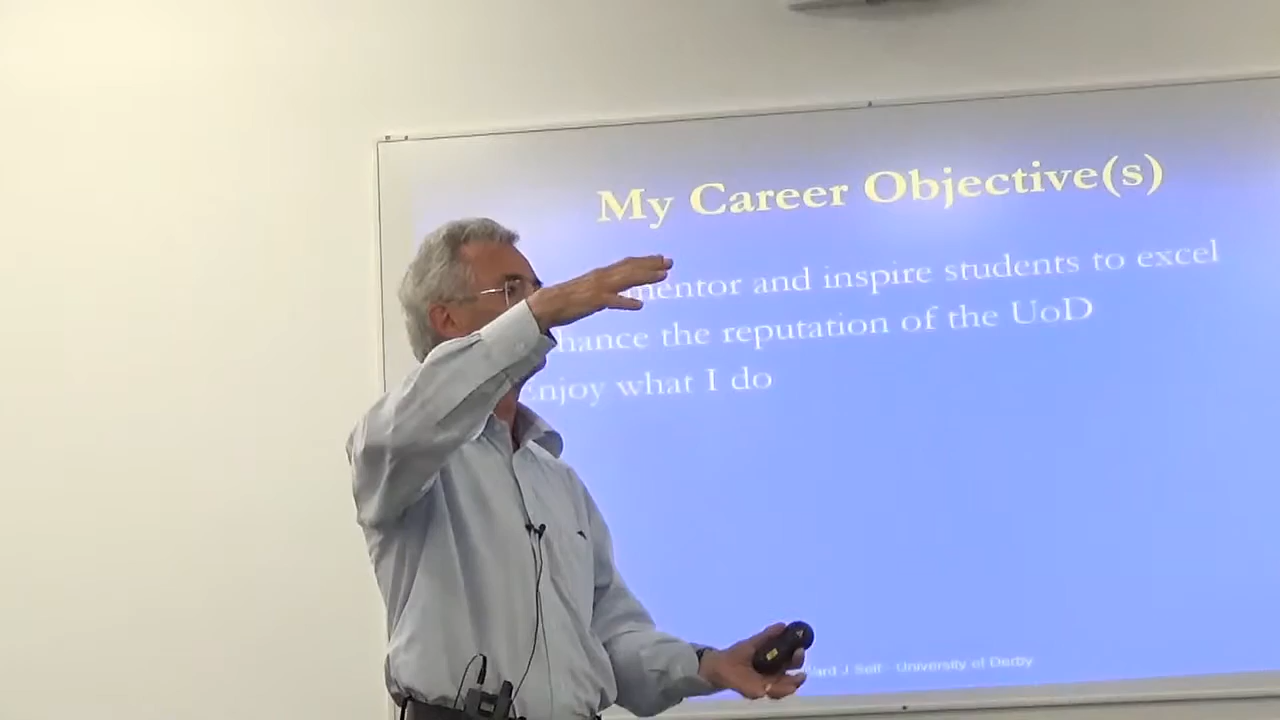 My Career Objective(s)
mentor and inspire students to excel
hance the reputation of the UoD
Enjoy what I do
J Self - University of Derby